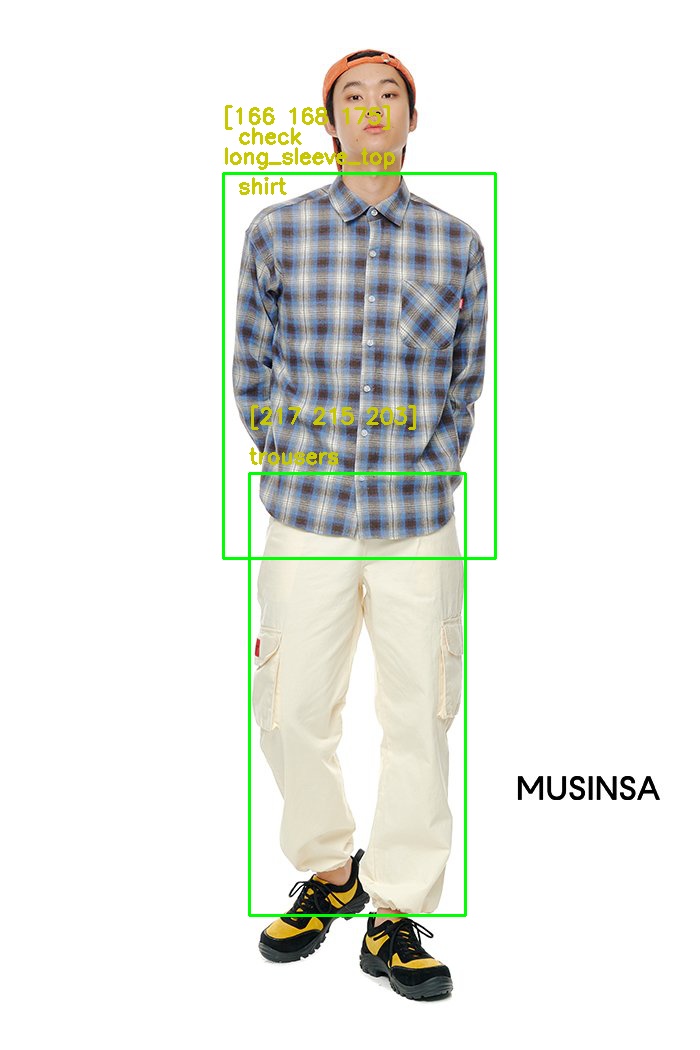 [166 168 175]
check
long_sleeve_top
shirt
[217 215 203]
trousers
MUSINSA